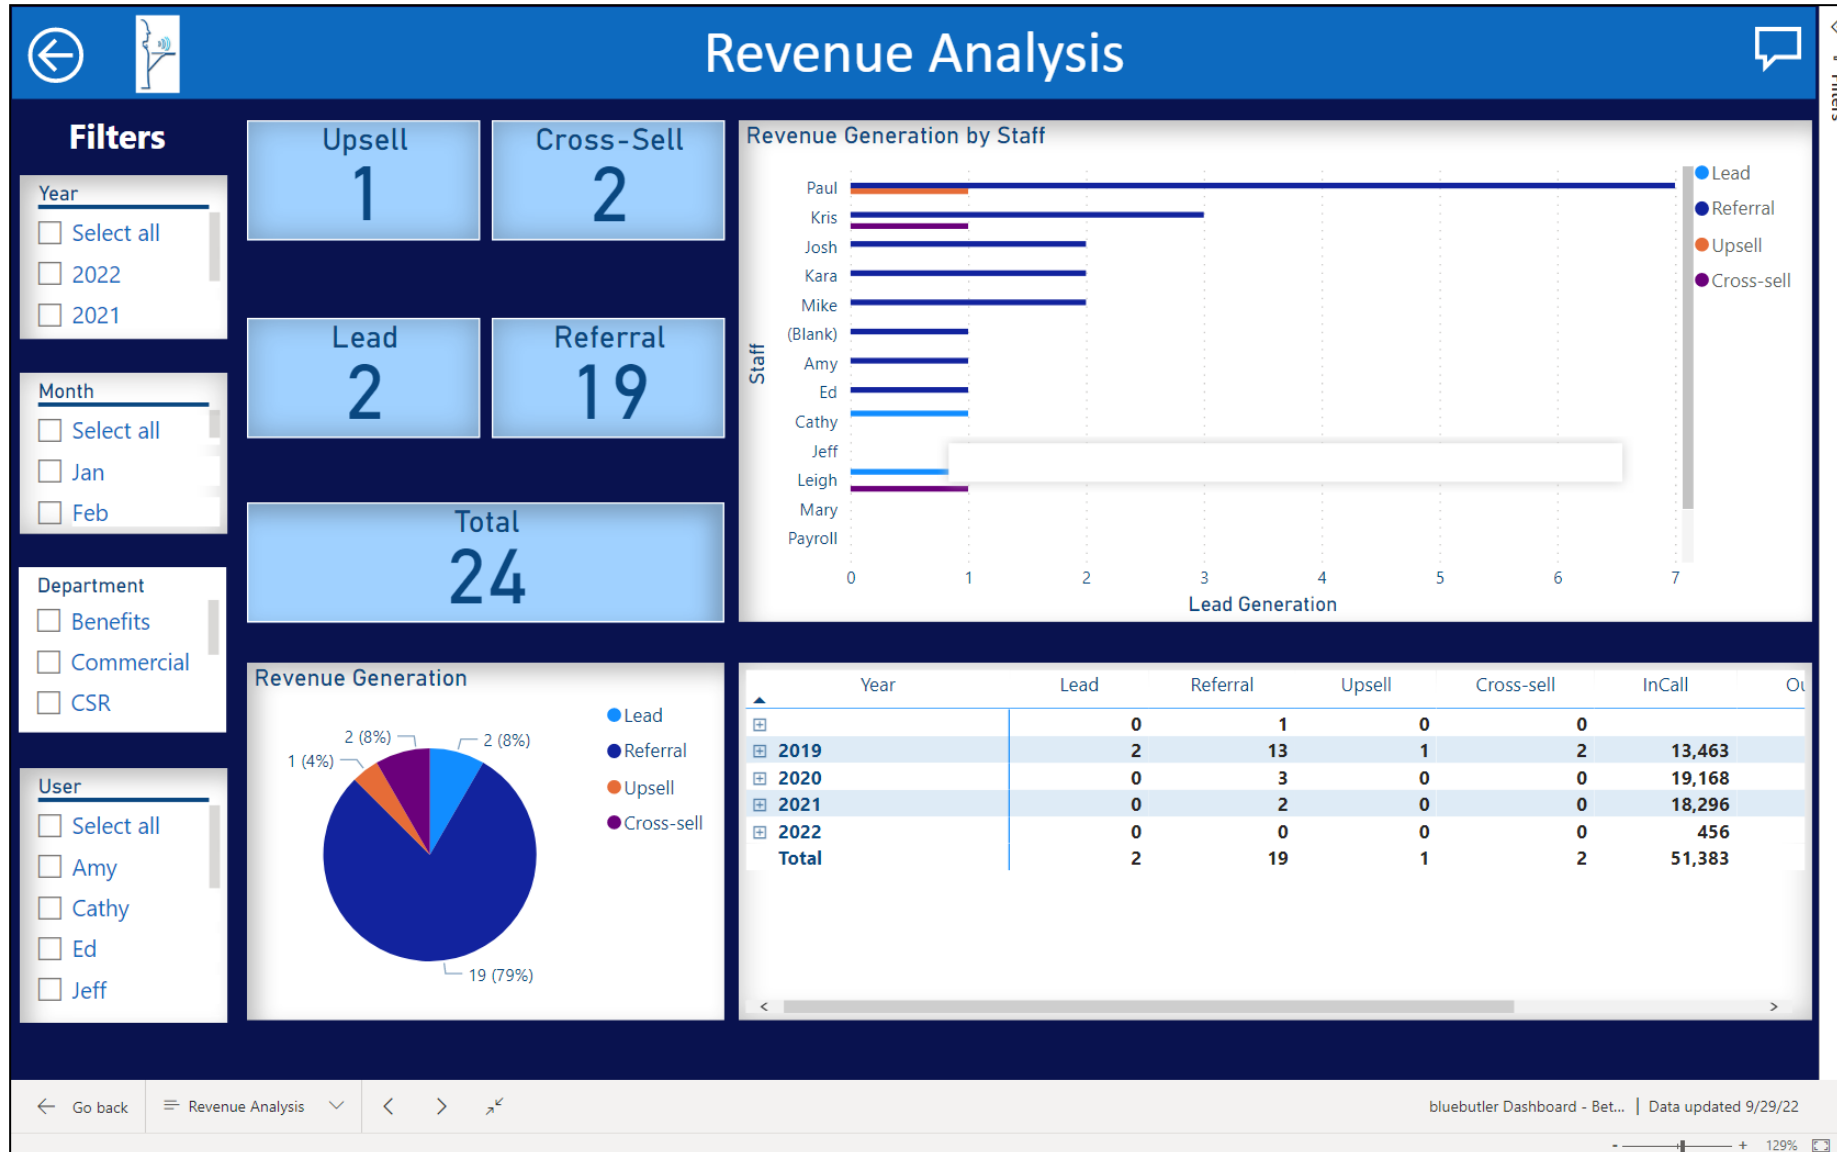 Revenue Analysis
Filters
Filters
Year
Select all
2022
2021
Month
Select all
Jan
Feb
Department
Benefits
Commercial
CSR
User
Select all
Amy
Cathy
Ed
Jeff
Upsell
1
Cross-Sell
2
Lead
2
Referral
19
Total
24
Revenue Generation by Staff
Staff
Paul
Kris
Josh
Kara
Mike
(Blank)
Amy
Ed
Cathy
Jeff
Leigh
Mary
Payroll
0 1 2 3 4 5 6 7
Lead Generation
Lead
Referral
Upsell
Cross-sell
Revenue Generation
2 (8%)
2 (8%)
1 (4%)
19 (79%)
Lead
Referral
Upsell
Cross-sell
Year Lead Referral Upsell Cross-sell InCall
0 1 0 0
2019 2 13 1 2 13,463
2020 0 3 0 0 19,168
2021 0 2 0 0 18,296
2022 0 0 0 0 456
Total 2 19 1 2 51,383
Go back Revenue Analysis bluebutler Dashboard - Bet... | Data updated 9/29/22
- + 129%